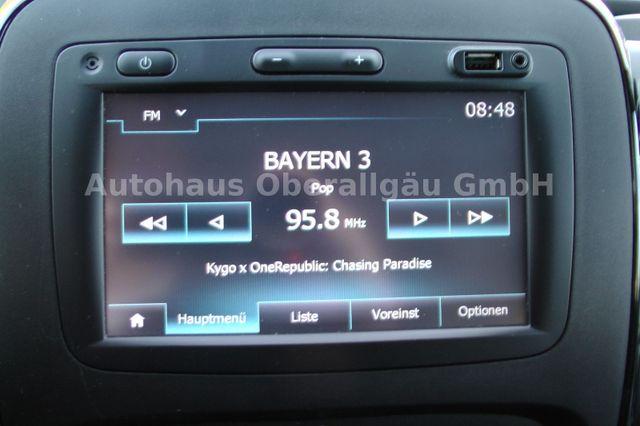 FM
08:48
BAYERN 3
Autohaus Oberallgäu GmbH
Pop
95.8 MHz
Kygo x OneRepublic: Chasing Paradise
Hauptmenü Liste Voreinst Optionen